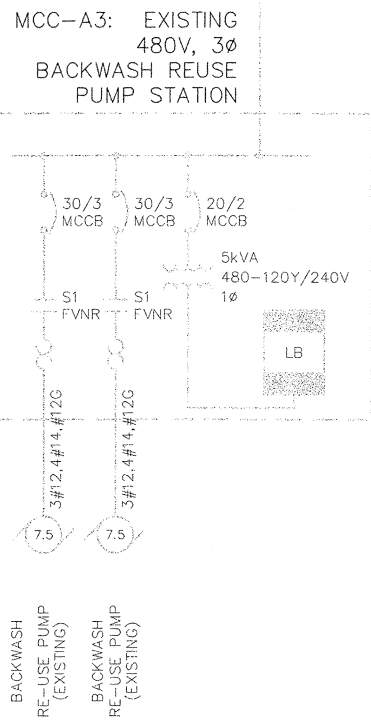 MCC-A3: EXISTING
480V, 3ø
BACKWASH REUSE
PUMP STATION
30/3
MCCB
30/3
MCCB
20/2
MCCB
5kVA
480-120Y/240V
1ø
S1
FVNR
S1
FVNR
LB
3#12,4#14,#12G
3#12,4#14,#12G
7.5
7.5
BACKWASH
RE-USE PUMP
(EXISTING)
BACKWASH
RE-USE PUMP
(EXISTING)